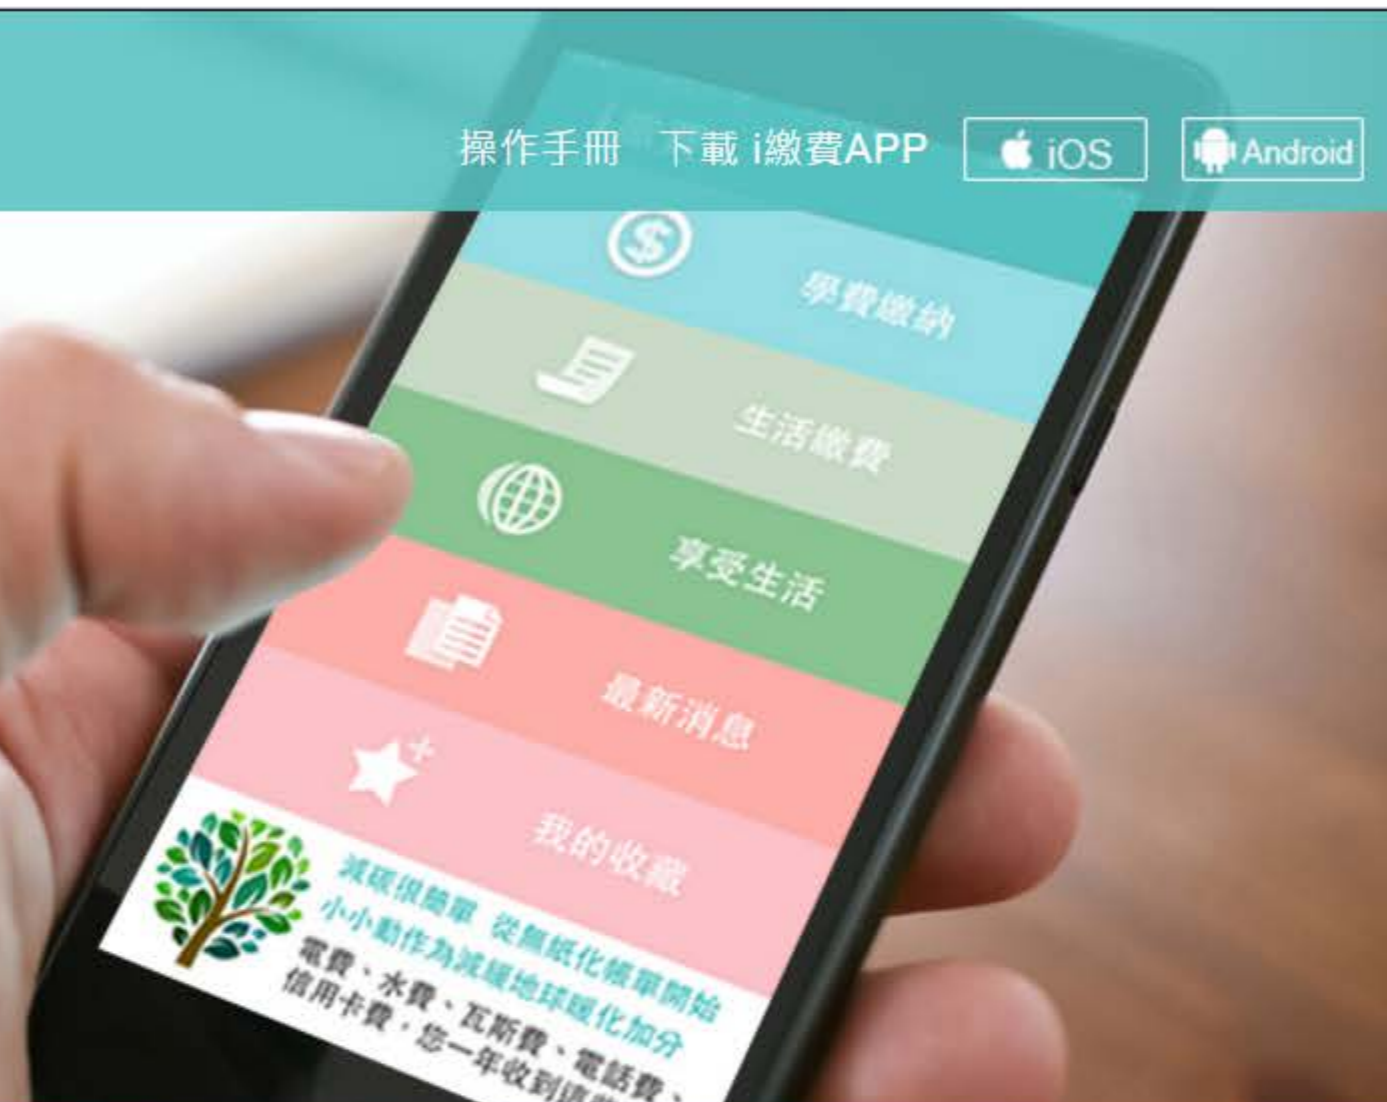 操作手冊 下載 i繳費APP iOS Android
學費繳納
生活繳費
享受生活
最新消息
我的收藏
減碳很簡單 從無紙化帳單開始
小小動作為減緩地球暖化加分
電費、水費、瓦斯費、電話費、
信用卡費，您一年收到這些